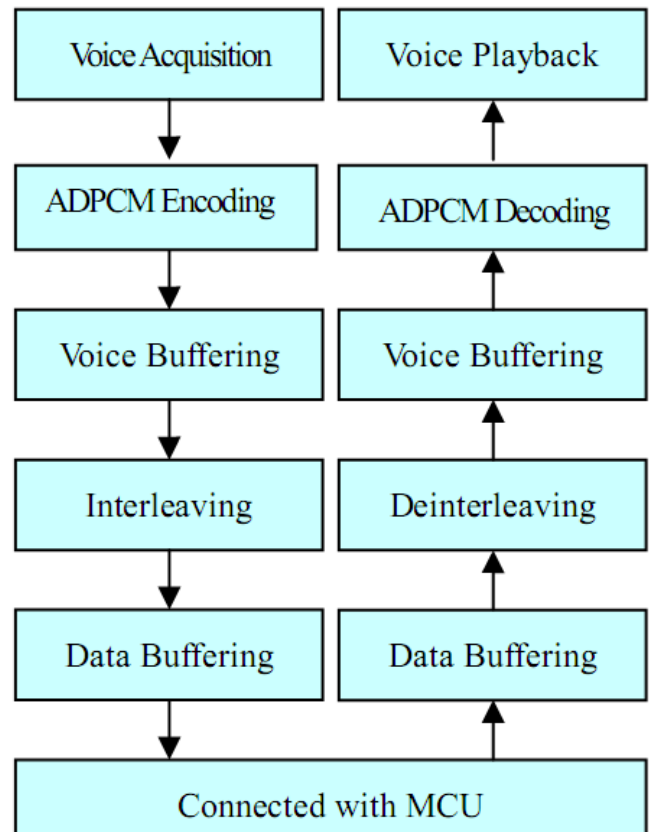 Voice Acquisition
Voice Playback
ADPCM Encoding
ADPCM Decoding
Voice Buffering
Voice Buffering
Interleaving
Deinterleaving
Data Buffering
Data Buffering
Connected with MCU